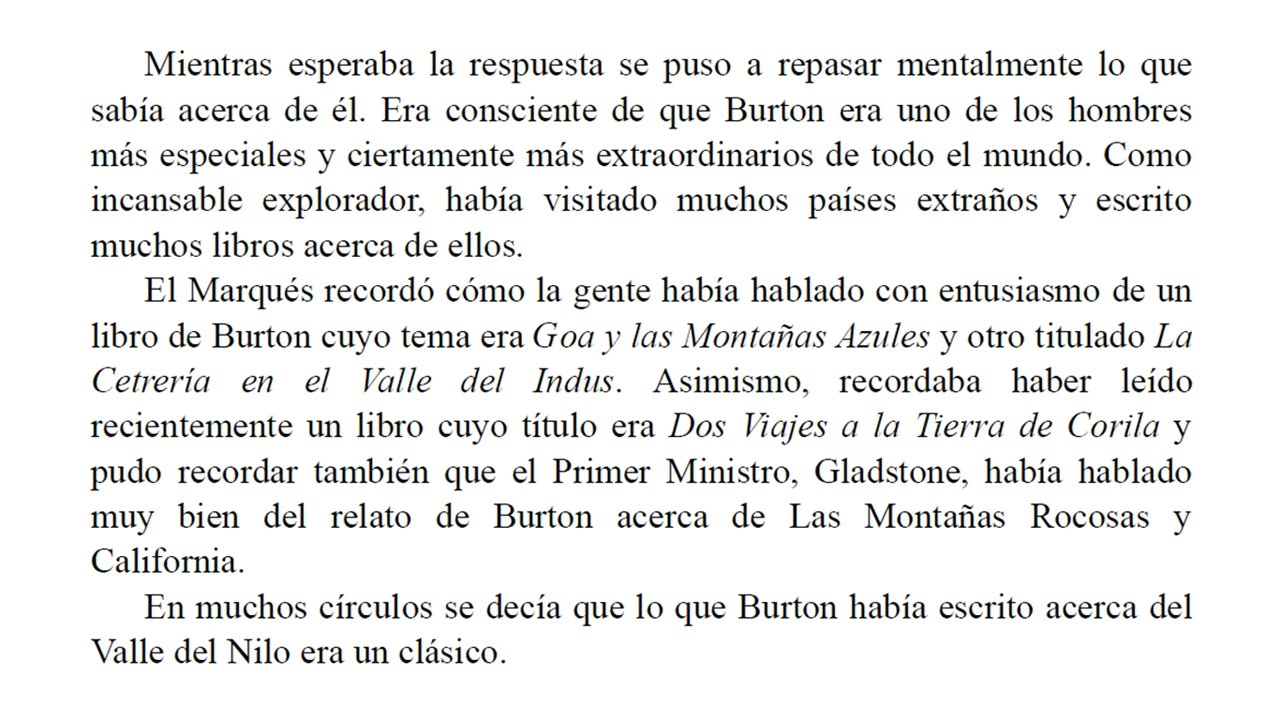 Mientras esperaba la respuesta se puso a repasar mentalmente lo que
sabía acerca de él. Era consciente de que Burton era uno de los hombres
más especiales y ciertamente más extraordinarios de todo el mundo. Como
incansable explorador, había visitado muchos países extraños y escrito
muchos libros acerca de ellos.
El Marqués recordó cómo la gente había hablado con entusiasmo de un
libro de Burton cuyo tema era Goa y las Montañas Azules y otro titulado La
Cetrería en el Valle del Indus. Asimismo, recordaba haber leído
recientemente un libro cuyo título era Dos Viajes a la Tierra de Corila y
pudo recordar también que el Primer Ministro, Gladstone, había hablado
muy bien del relato de Burton acerca de Las Montañas Rocosas y
California.
En muchos círculos se decía que lo que Burton había escrito acerca del
Valle del Nilo era un clásico.